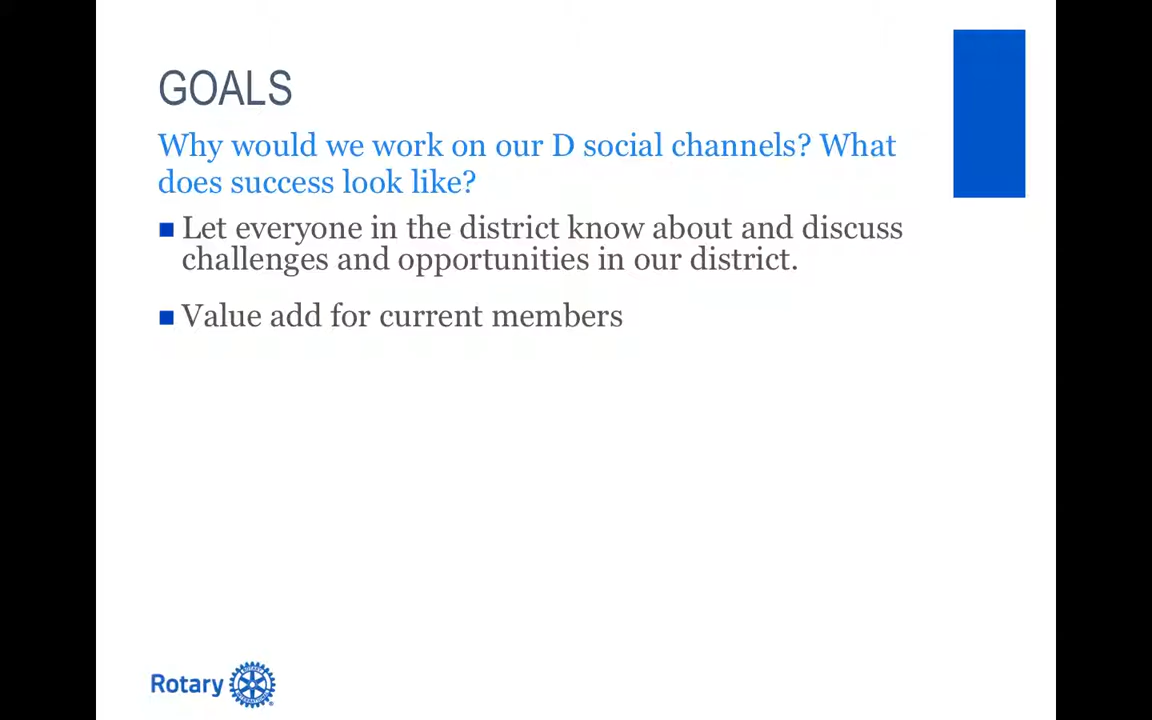 GOALS
Why would we work on our D social channels? What
does success look like?
Let everyone in the district know about and discuss
challenges and opportunities in our district.
Value add for current members
Rotary